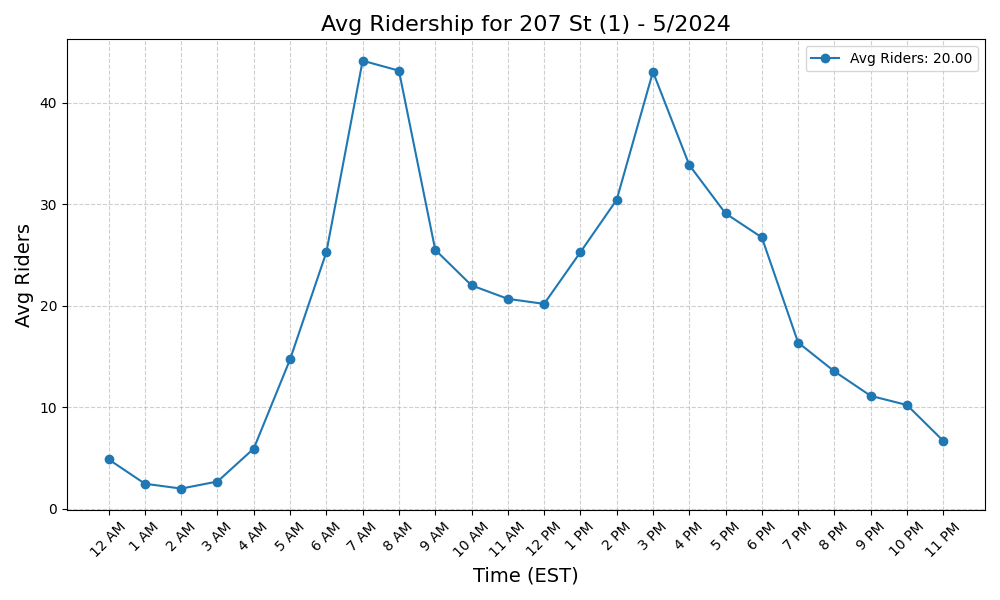 Avg Ridership for 207 St (1) - 5/2024
Avg Riders: 20.00
Avg Riders
40
30
20
10
0
12 AM
1 AM
2 AM
3 AM
4 AM
5 AM
6 AM
7 AM
8 AM
9 AM
10 AM
11 AM
12 PM
1 PM
2 PM
3 PM
4 PM
5 PM
6 PM
7 PM
8 PM
9 PM
10 PM
11 PM
Time (EST)